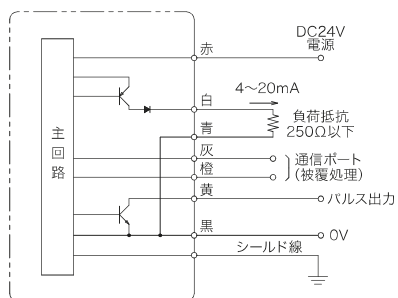 赤
DC24V
電源
4〜20mA
白
負荷抵抗
250Ω以下
青
主回路
灰
通信ポート
(被覆処理)
橙
黄
パルス出力
黒
0V
シールド線